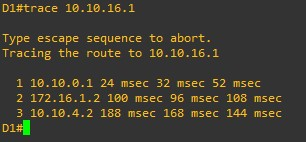 D1#trace 10.10.16.1
Type escape sequence to abort.
Tracing the route to 10.10.16.1
1 10.10.0.1 24 msec 32 msec 52 msec
2 172.16.1.2 100 msec 96 msec 108 msec
3 10.10.4.2 188 msec 168 msec 144 msec
D1#